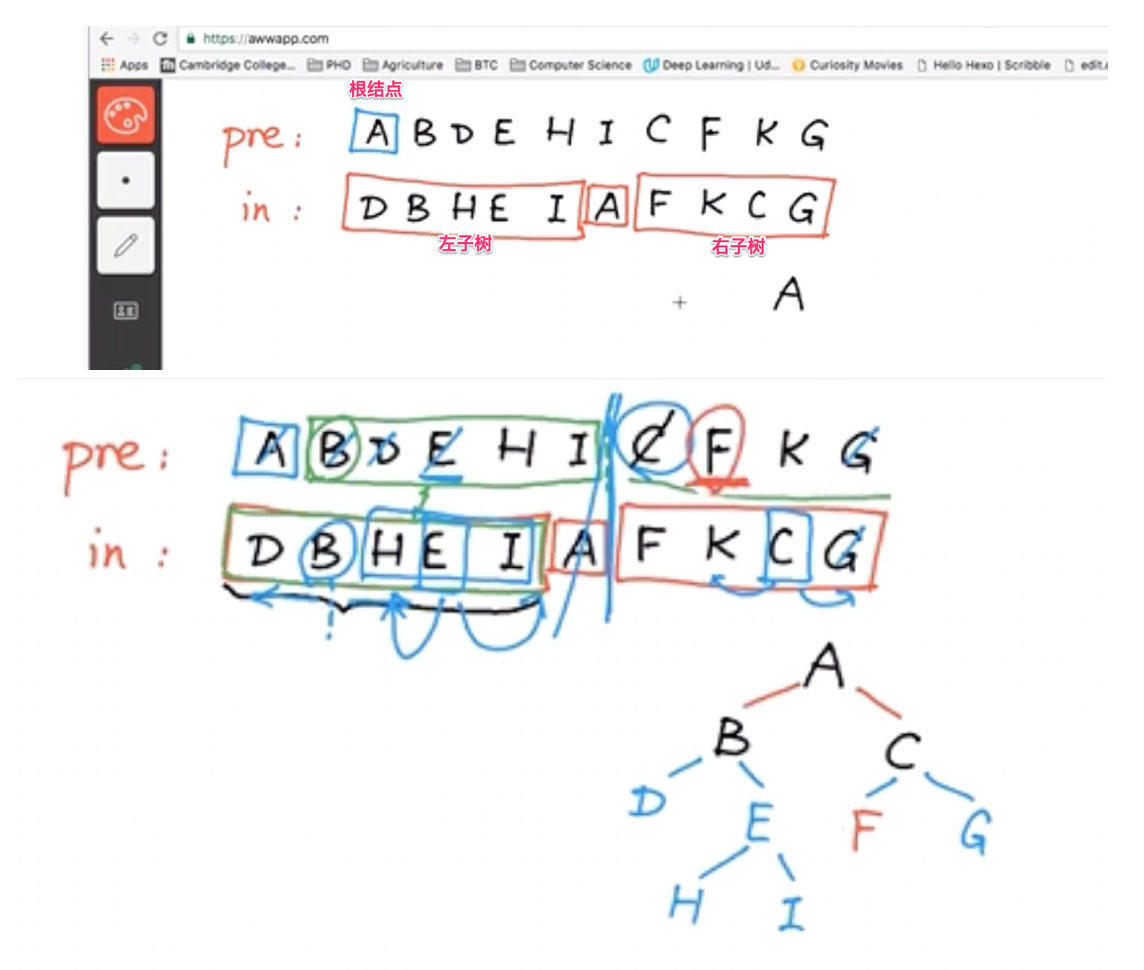 https://awwapp.com
Apps Cambridge College... PHD Agriculture BTC Computer Science Deep Learning | Ud... Curiosity Movies Hello Hexo | Scribble edit.
根结点
pre: A B D E H I C F K G
in: D B H E I A F K C G
左子树 右子树
A
pre: A B D E H I C F K G
in: D B H E I A F K C G
A
B C
D E F G
H I